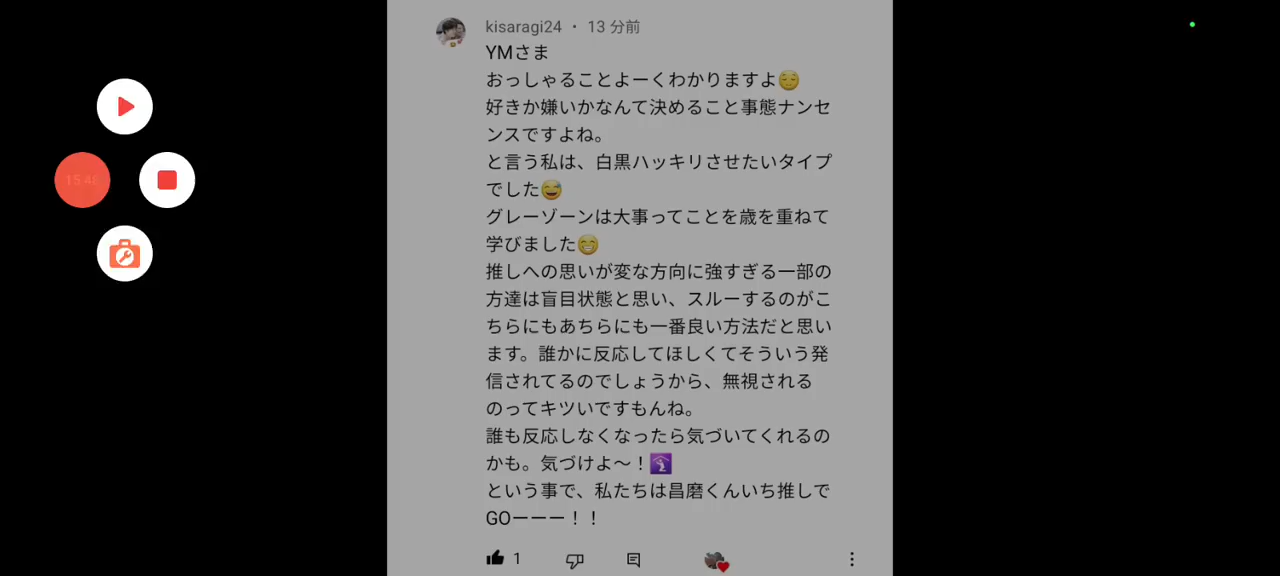 kisaragi24 ・ 13 分前
YMさま
おっしゃることよーくわかりますよ😌
好きか嫌いかなんて決めること事態ナンセ
ンスですよね。
と言う私は、白黒ハッキリさせたいタイプ
でした😅
グレーゾーンは大事ってことを歳を重ねて
学びました😁
推しへの思いが変な方向に強すぎる一部の
方達は盲目状態と思い、スルーするのがこ
ちらにもあちらにも一番良い方法だと思い
ます。誰かに反応してほしくてそういう発
信されてるのでしょうから、無視される
のってキツいですもんね。
誰も反応しなくなったら気づいてくれるの
かも。気づけよ〜！🛐
という事で、私たちは昌磨くんいち推しで
GOーーー！！
1